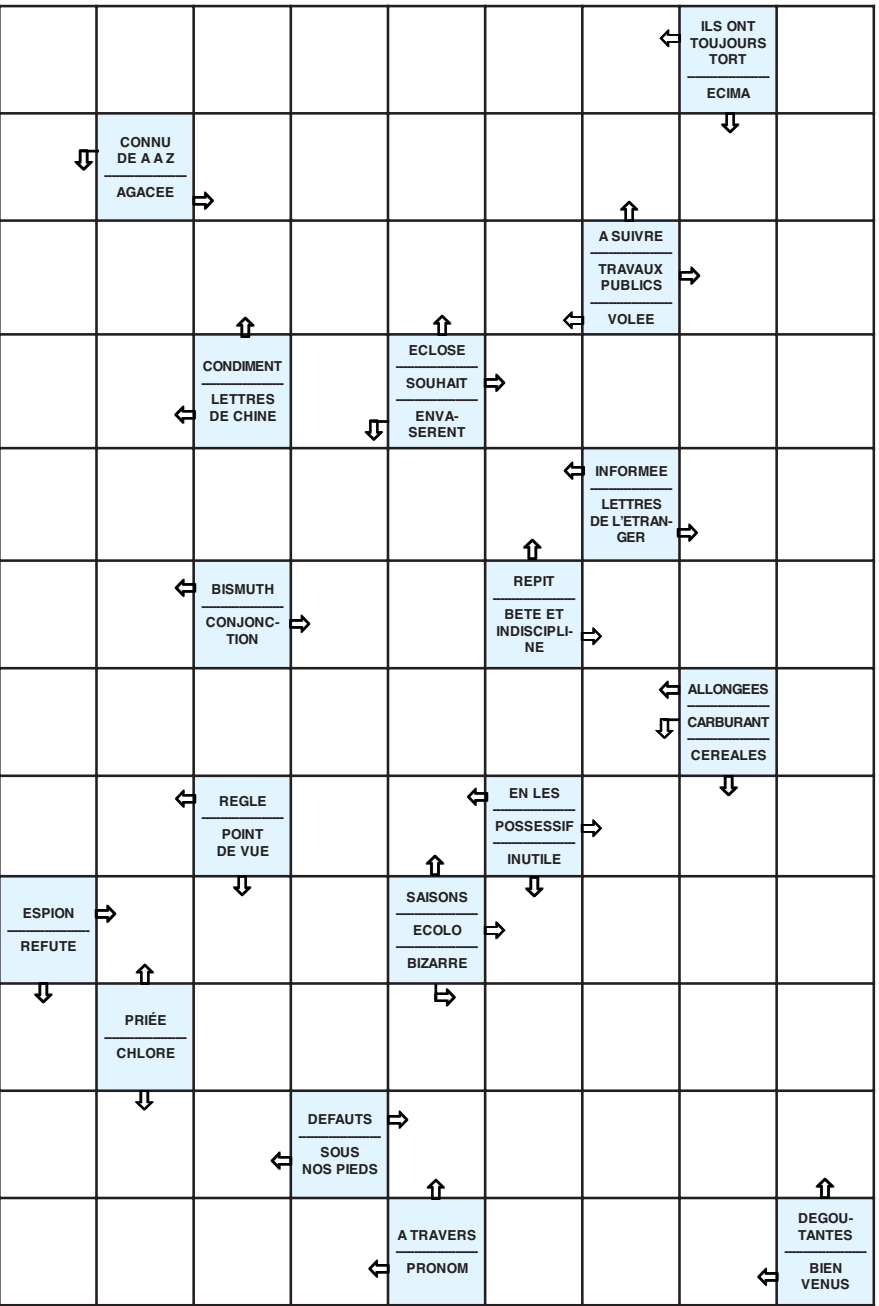 ILS ONT
TOUJOURS
TORT
ECIMA
CONNU
DE A A Z
AGACEE
A SUIVRE
TRAVAUX
PUBLICS
VOLEE
CONDIMENT
LETTRES
DE CHINE
ECLOSE
SOUHAIT
ENVA-
SERENT
INFORMEE
LETTRES
DE L'ETRAN-
GER
BISMUTH
CONJONC-
TION
REPIT
BETE ET
INDISCIPLI-
NE
ALLONGEES
CARBURANT
CEREALES
REGLE
POINT
DE VUE
EN LES
POSSESSIF
INUTILE
ESPION
REFUTE
SAISONS
ECOLO
BIZARRE
PRIÉE
CHLORE
DEFAUTS
SOUS
NOS PIEDS
A TRAVERS
PRONOM
DEGOU-
TANTES
BIEN
VENUS